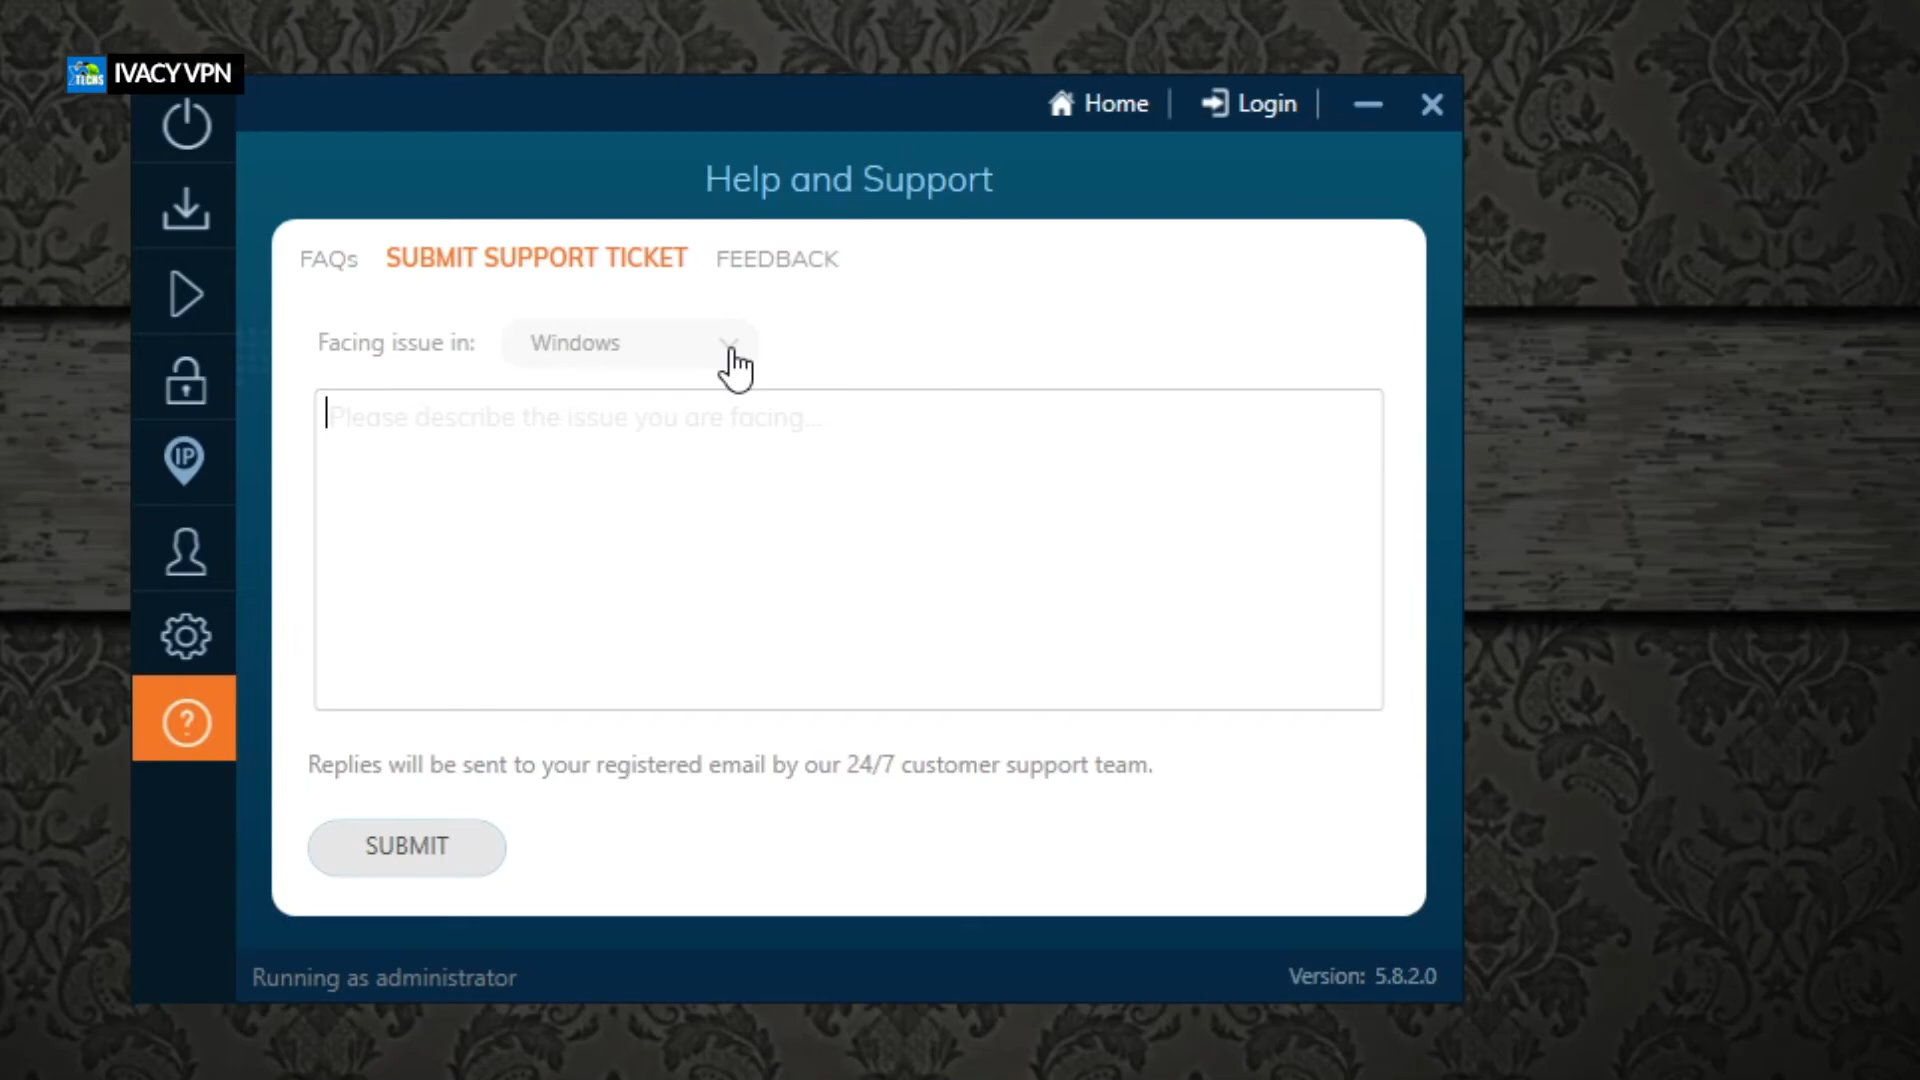 TECHS
IVACY VPN
Home
Login
Help and Support
FAQs SUBMIT SUPPORT TICKET FEEDBACK
Facing issue in: Windows
Please describe the issue you are facing...
IP
?
Replies will be sent to your registered email by our 24/7 customer support team.
SUBMIT
Running as administrator
Version: 5.8.2.0